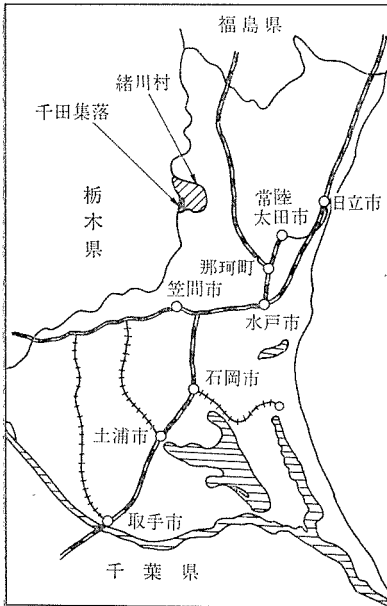 福島県
緒川村
千田集落
栃木県
常陸
太田市
日立市
那珂町
笠間市
水戸市
石岡市
土浦市
取手市
千葉県